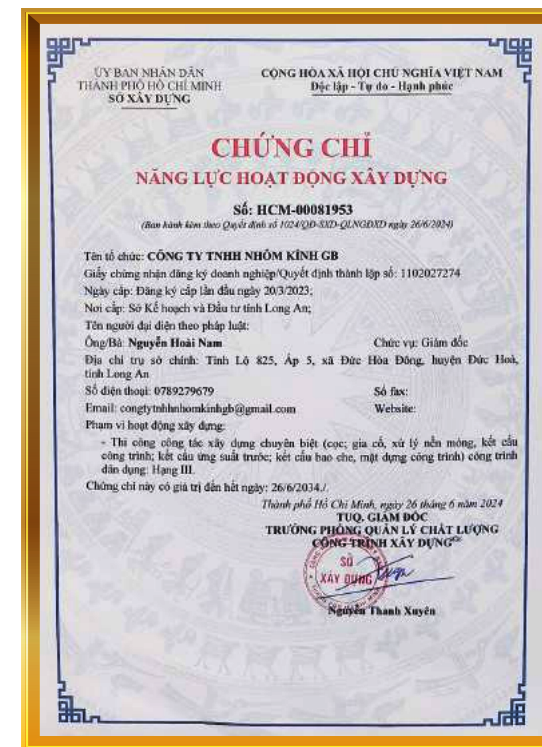 ỦY BAN NHÂN DÂN
THÀNH PHỐ HỒ CHÍ MINH
SỞ XÂY DỰNG
CỘNG HÒA XÃ HỘI CHỦ NGHĨA VIỆT NAM
Độc lập - Tự do - Hạnh phúc
CHỨNG CHỈ
NĂNG LỰC HOẠT ĐỘNG XÂY DỰNG
Số: HCM-00081953
(Ban hành kèm theo Quyết định số 1024/QĐ-SXD-QLNGĐXD ngày 26/6/2024)
Tên tổ chức: CÔNG TY TNHH NHÔM KÍNH GB
Giấy chứng nhận đăng ký doanh nghiệp/Quyết định thành lập số: 1102027274
Ngày cấp: Đăng ký cấp lần đầu ngày 20/3/2023;
Nơi cấp: Sở Kế hoạch và Đầu tư tỉnh Long An;
Tên người đại diện theo pháp luật:
Ông/Bà: Nguyễn Hoài Nam Chức vụ: Giám đốc
Địa chỉ trụ sở chính: Tỉnh Lộ 825, Ấp 5, xã Đức Hòa Đông, huyện Đức Hoà,
tỉnh Long An
Số điện thoại: 0789279679 Số fax:
Email: congtytnhhnhomkinhgb@gmail.com Website:
Phạm vi hoạt động xây dựng:
- Thi công công tác xây dựng chuyên biệt (cọc; gia cố, xử lý nền móng, kết cấu
công trình; kết cấu ứng suất trước; kết cấu bao che, mặt dựng công trình) công trình
dân dụng: Hạng III.
Chứng chỉ này có giá trị đến hết ngày: 26/6/2034./.
Thành phố Hồ Chí Minh, ngày 26 tháng 6 năm 2024
TUQ. GIÁM ĐỐC
TRƯỞNG PHÒNG QUẢN LÝ CHẤT LƯỢNG
CÔNG TRÌNH XÂY DỰNG
SỞ
XÂY DỰNG
Nguyễn Thanh Xuyên